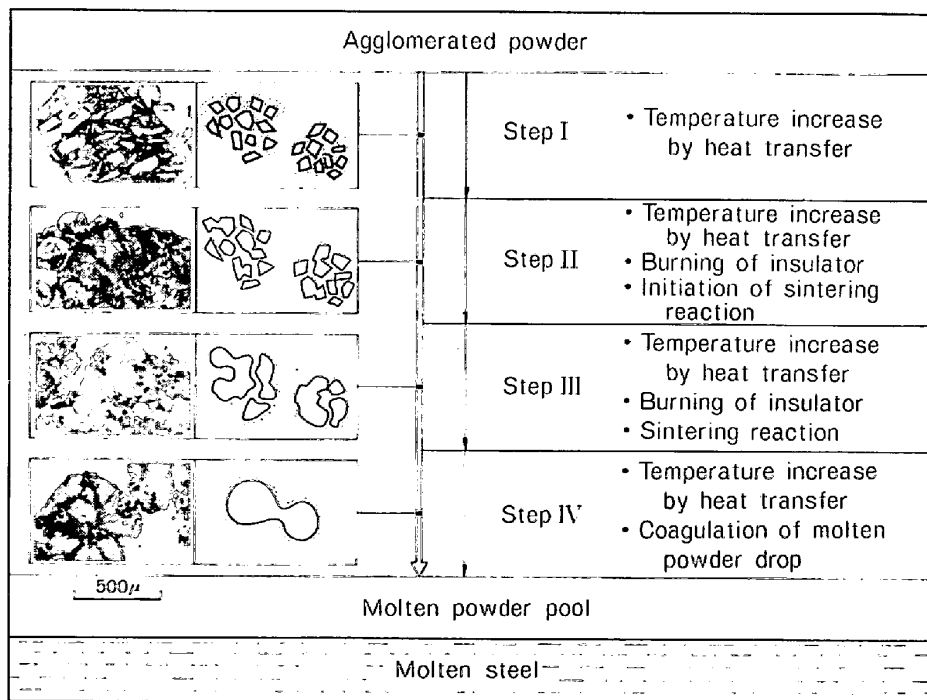 Agglomerated powder
Step I
• Temperature increase
by heat transfer
Step II
• Temperature increase
by heat transfer
• Burning of insulator
• Initiation of sintering
reaction
Step III
• Temperature increase
by heat transfer
• Burning of insulator
• Sintering reaction
Step IV
• Temperature increase
by heat transfer
• Coagulation of molten
powder drop
500μ
Molten powder pool
Molten steel